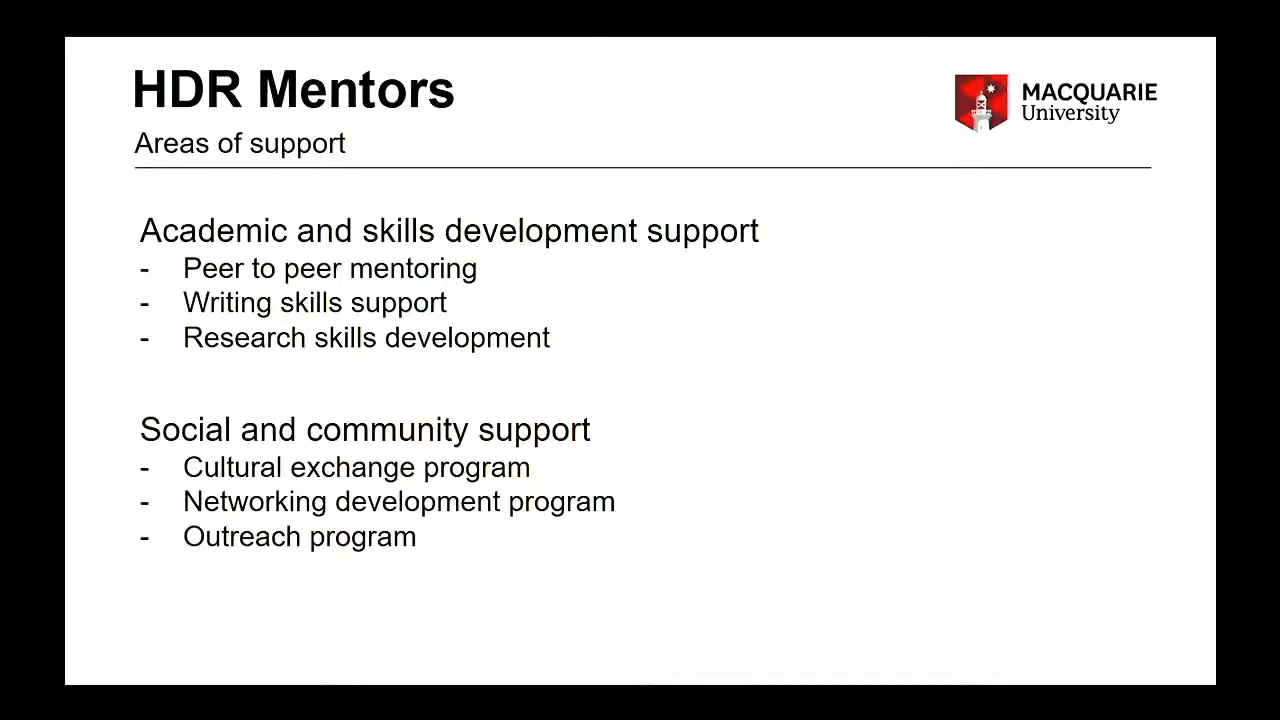 HDR Mentors
MACQUARIE
University
Areas of support
Academic and skills development support
- Peer to peer mentoring
- Writing skills support
- Research skills development
Social and community support
- Cultural exchange program
- Networking development program
- Outreach program